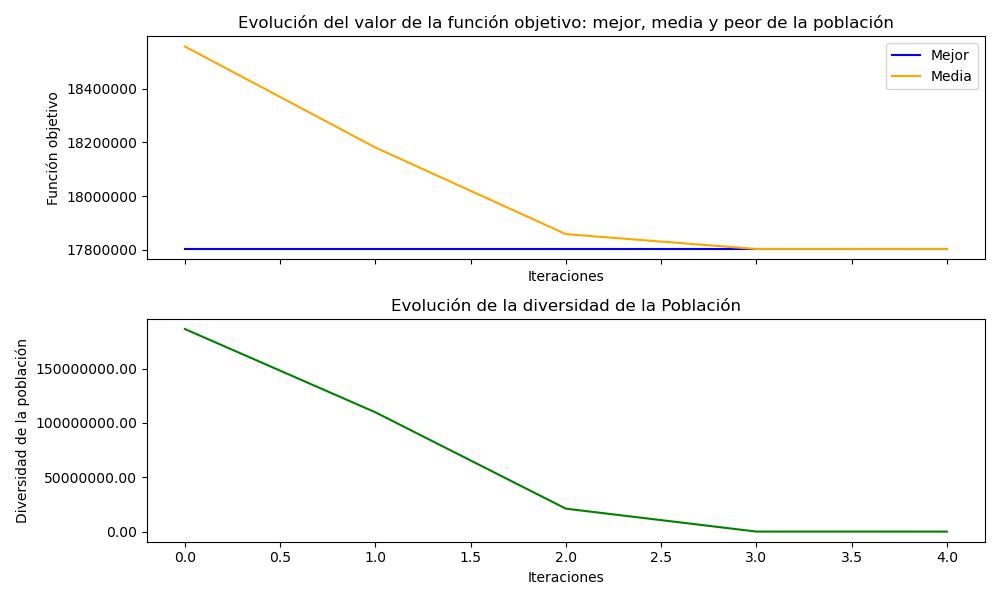 Evolución del valor de la función objetivo: mejor, media y peor de la población
Mejor
Media
Función objetivo
18400000
18200000
18000000
17800000
Iteraciones
Evolución de la diversidad de la Población
Diversidad de la población
150000000.00
100000000.00
50000000.00
0.00
0.0 0.5 1.0 1.5 2.0 2.5 3.0 3.5 4.0
Iteraciones